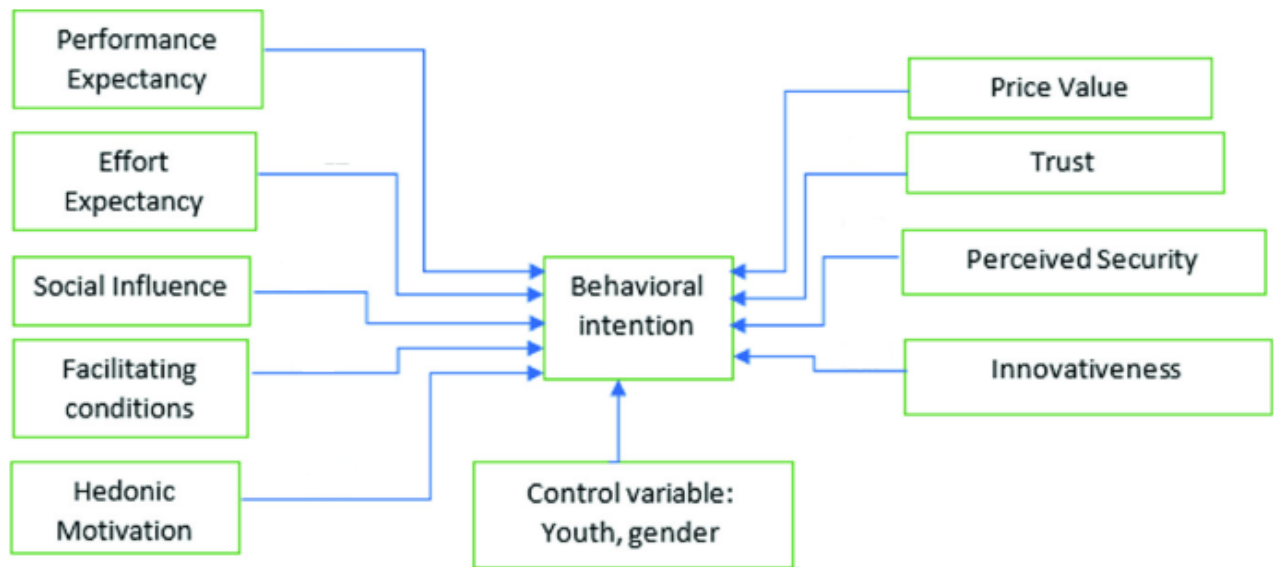 Performance
Expectancy
Effort
Expectancy
Social Influence
Facilitating
conditions
Hedonic
Motivation
Behavioral
intention
Control variable:
Youth, gender
Price Value
Trust
Perceived Security
Innovativeness